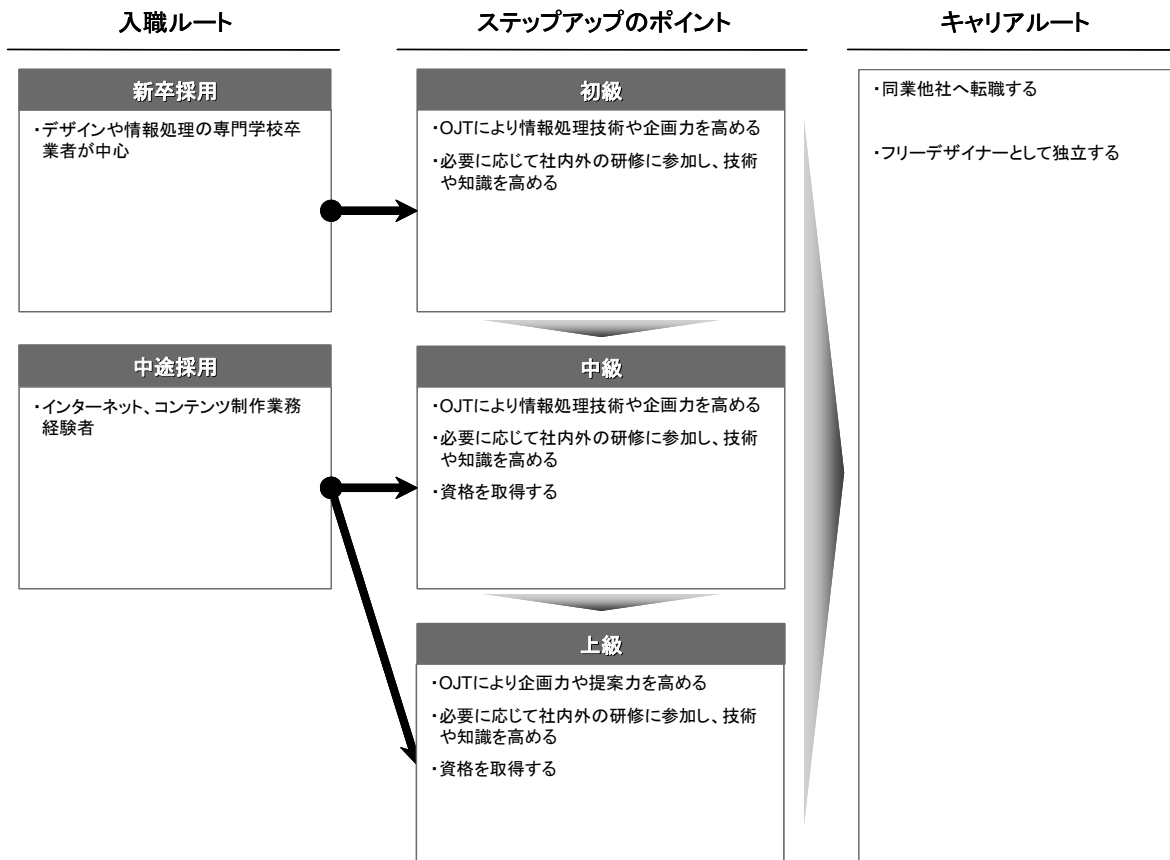 入職ルート
新卒採用
・デザインや情報処理の専門学校卒
業者が中心
中途採用
・インターネット、コンテンツ制作業務
経験者
ステップアップのポイント
初級
・OJTにより情報処理技術や企画力を高める
・必要に応じて社内外の研修に参加し、技術
や知識を高める
中級
・OJTにより情報処理技術や企画力を高める
・必要に応じて社内外の研修に参加し、技術
や知識を高める
・資格を取得する
上級
・OJTにより企画力や提案力を高める
・必要に応じて社内外の研修に参加し、技術
や知識を高める
・資格を取得する
キャリアルート
・同業他社へ転職する
・フリーデザイナーとして独立する